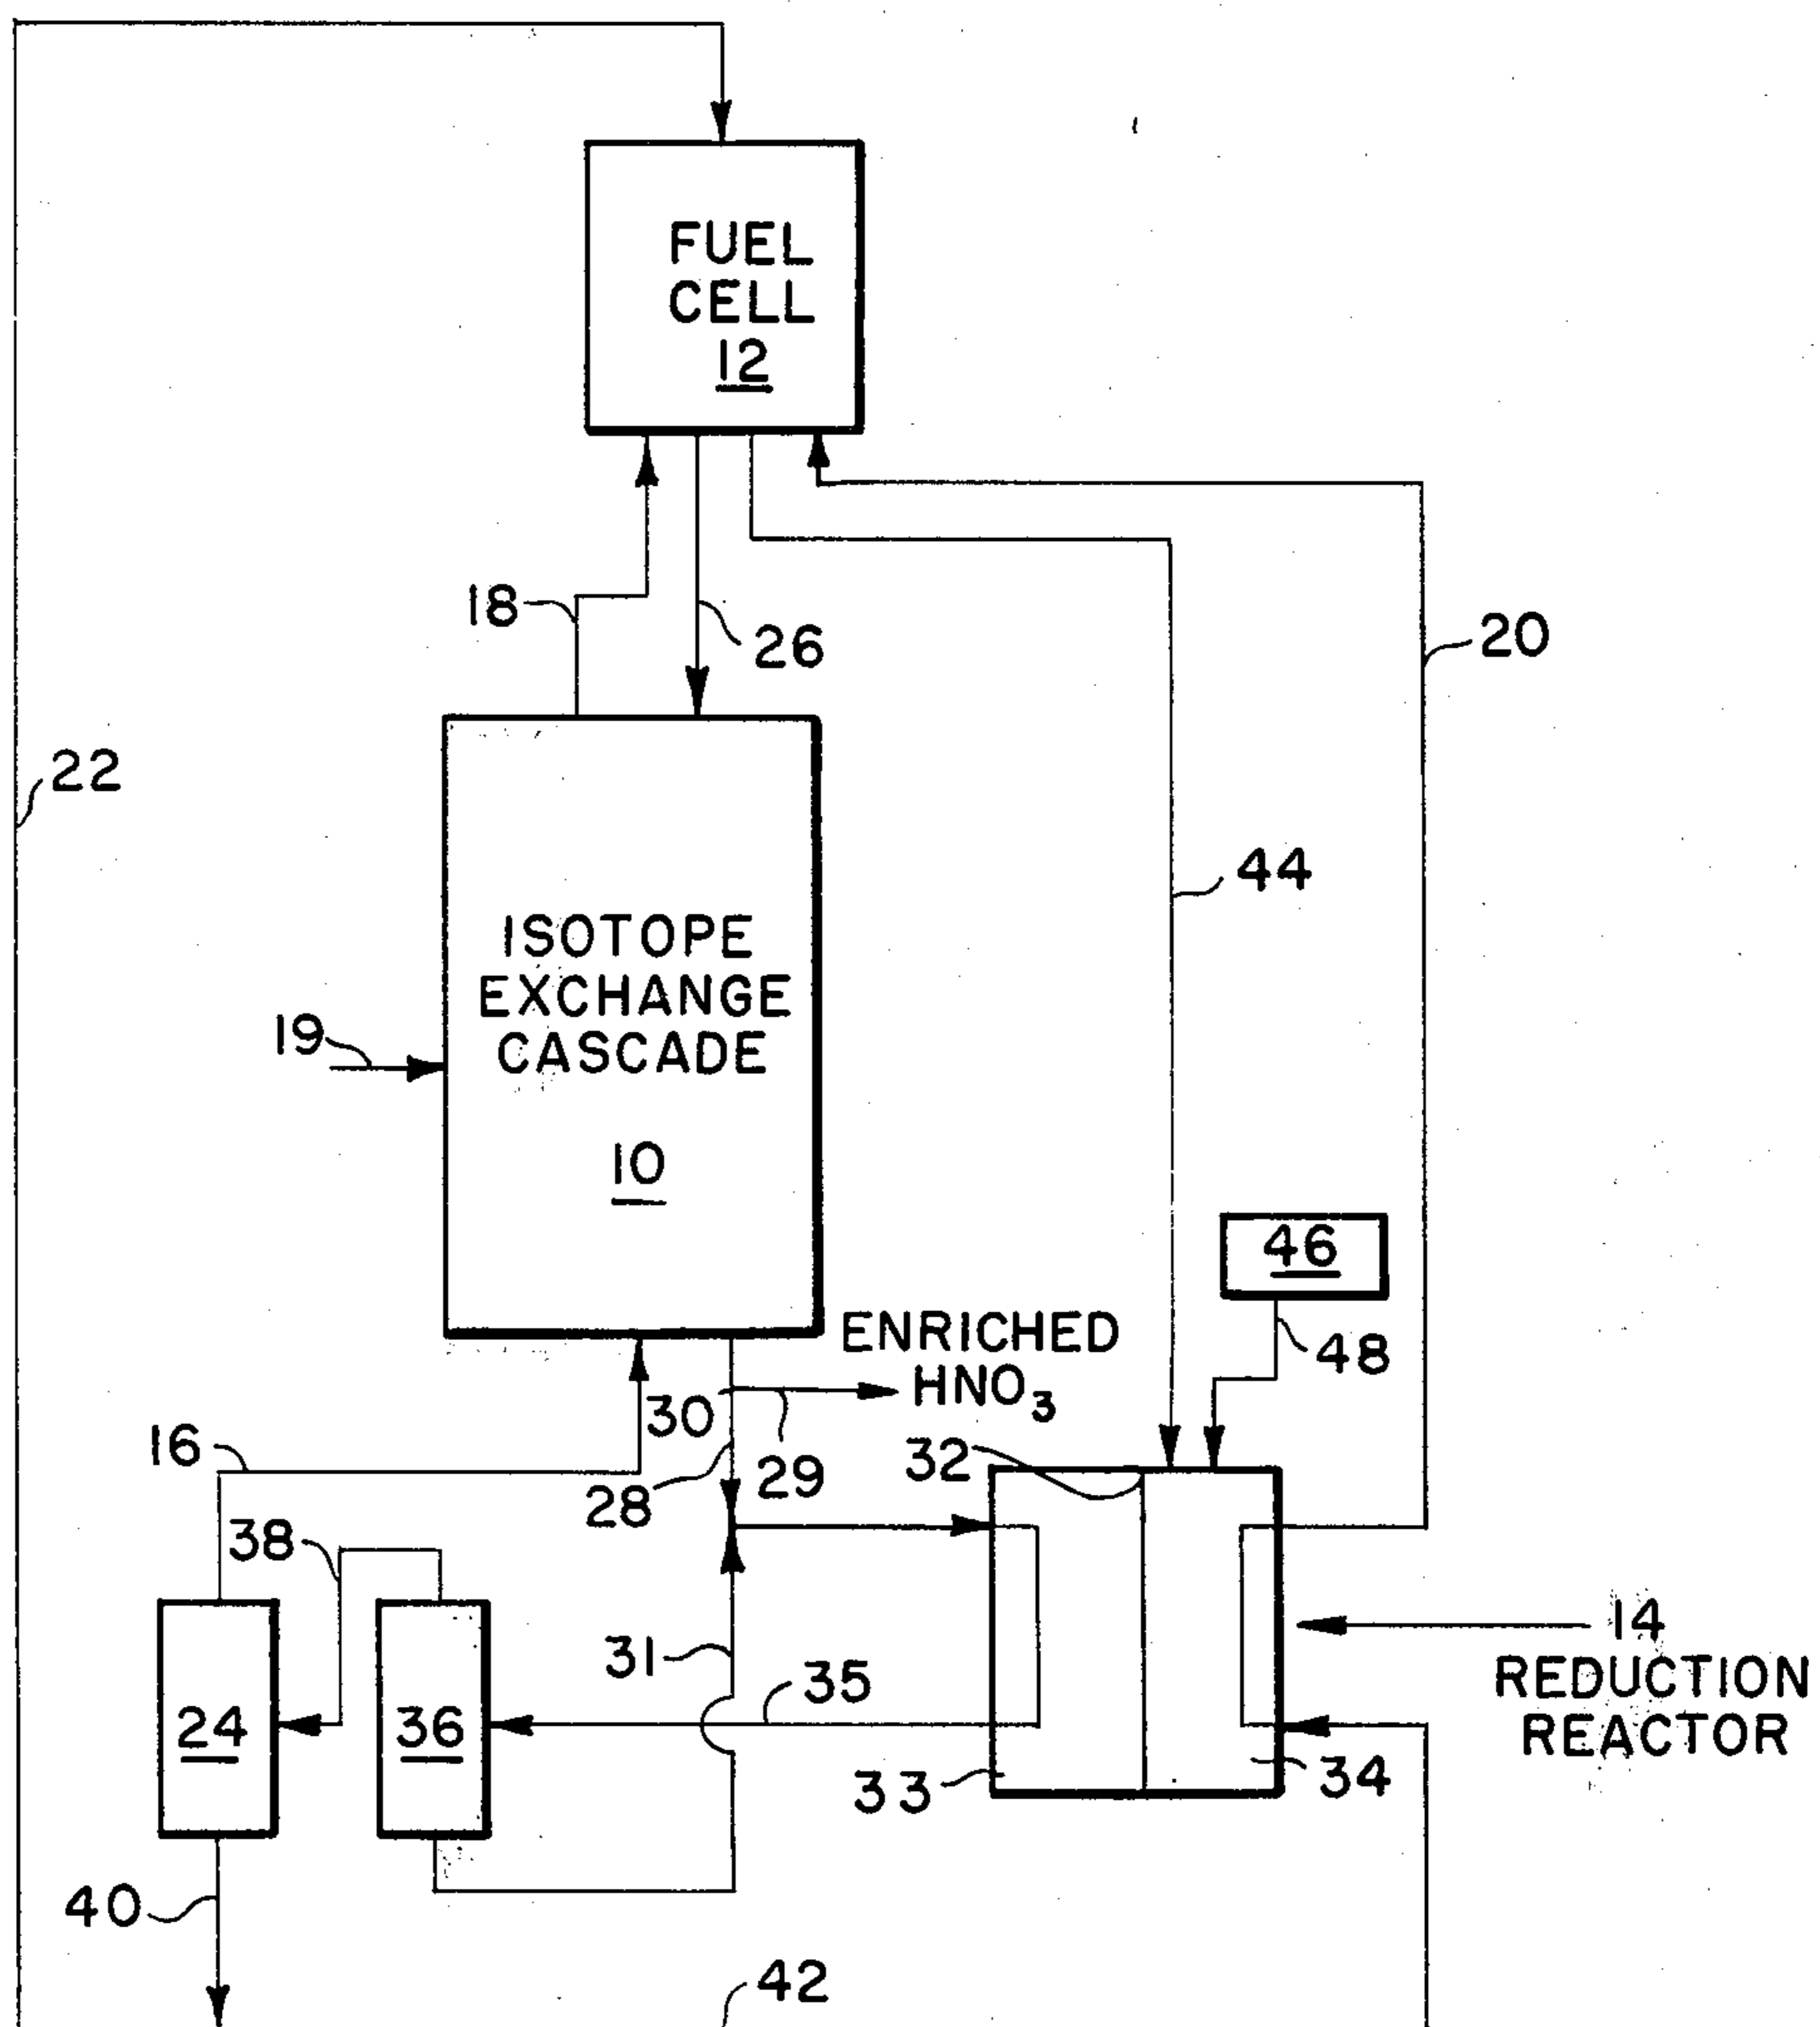 FUEL
CELL
12
18
26
20
22
44
ISOTOPE
EXCHANGE
CASCADE
19
10
46
ENRICHED
HNO3
48
30
16
32
28
29
38
14
31
35
REDUCTION
REACTOR
24
36
34
33
40
42